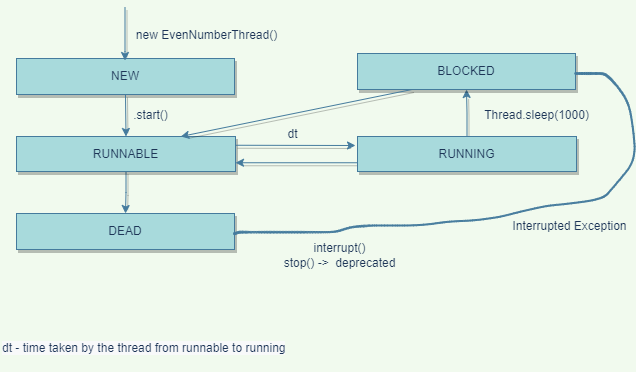 new EvenNumberThread()
NEW
BLOCKED
.start()
Thread.sleep(1000)
dt
RUNNABLE
RUNNING
DEAD
Interrupted Exception
interrupt()
stop() -> deprecated
dt - time taken by the thread from runnable to running